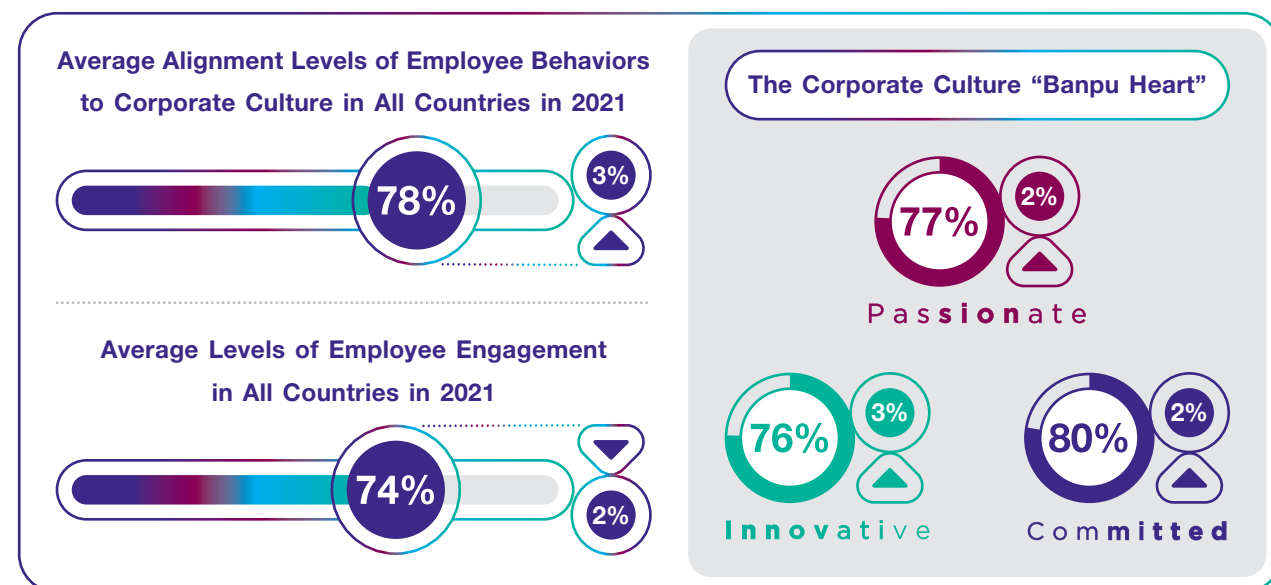 Average Alignment Levels of Employee Behaviors
to Corporate Culture in All Countries in 2021
78%
3%
Average Levels of Employee Engagement
in All Countries in 2021
74%
2%
The Corporate Culture “Banpu Heart”
77%
2%
Passionate
76%
3%
Innovative
80%
2%
Committed